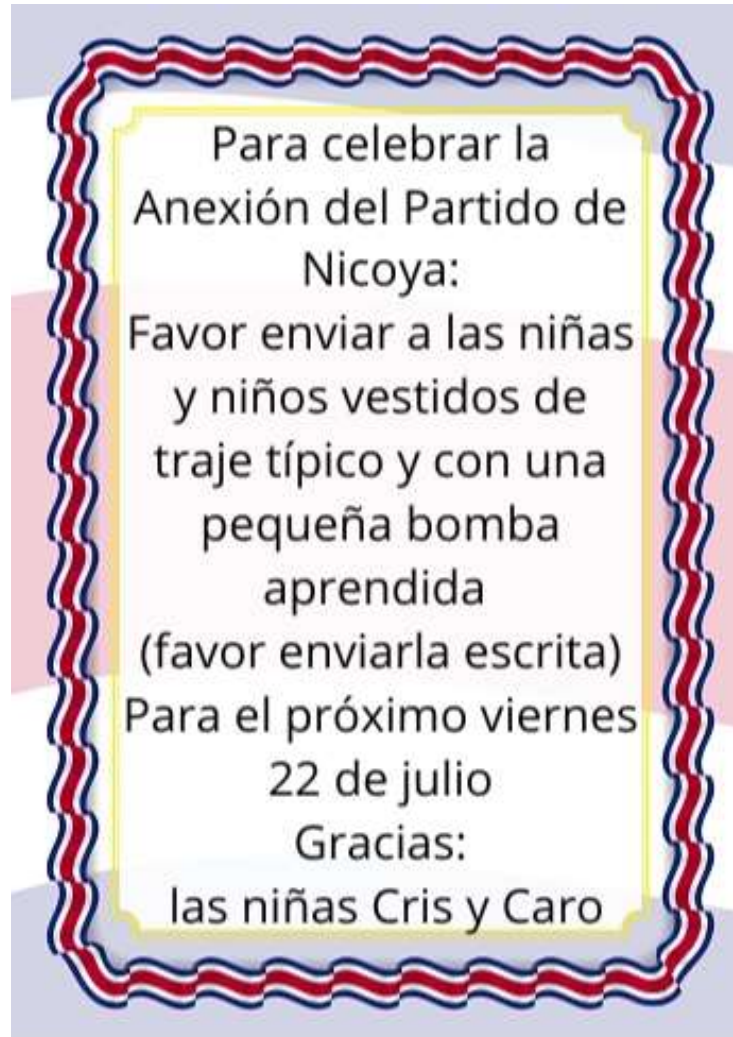 Para celebrar la
Anexión del Partido de
Nicoya:
Favor enviar a las niñas
y niños vestidos de
traje típico y con una
pequeña bomba
aprendida
(favor enviarla escrita)
Para el próximo viernes
22 de julio
Gracias:
las niñas Cris y Caro